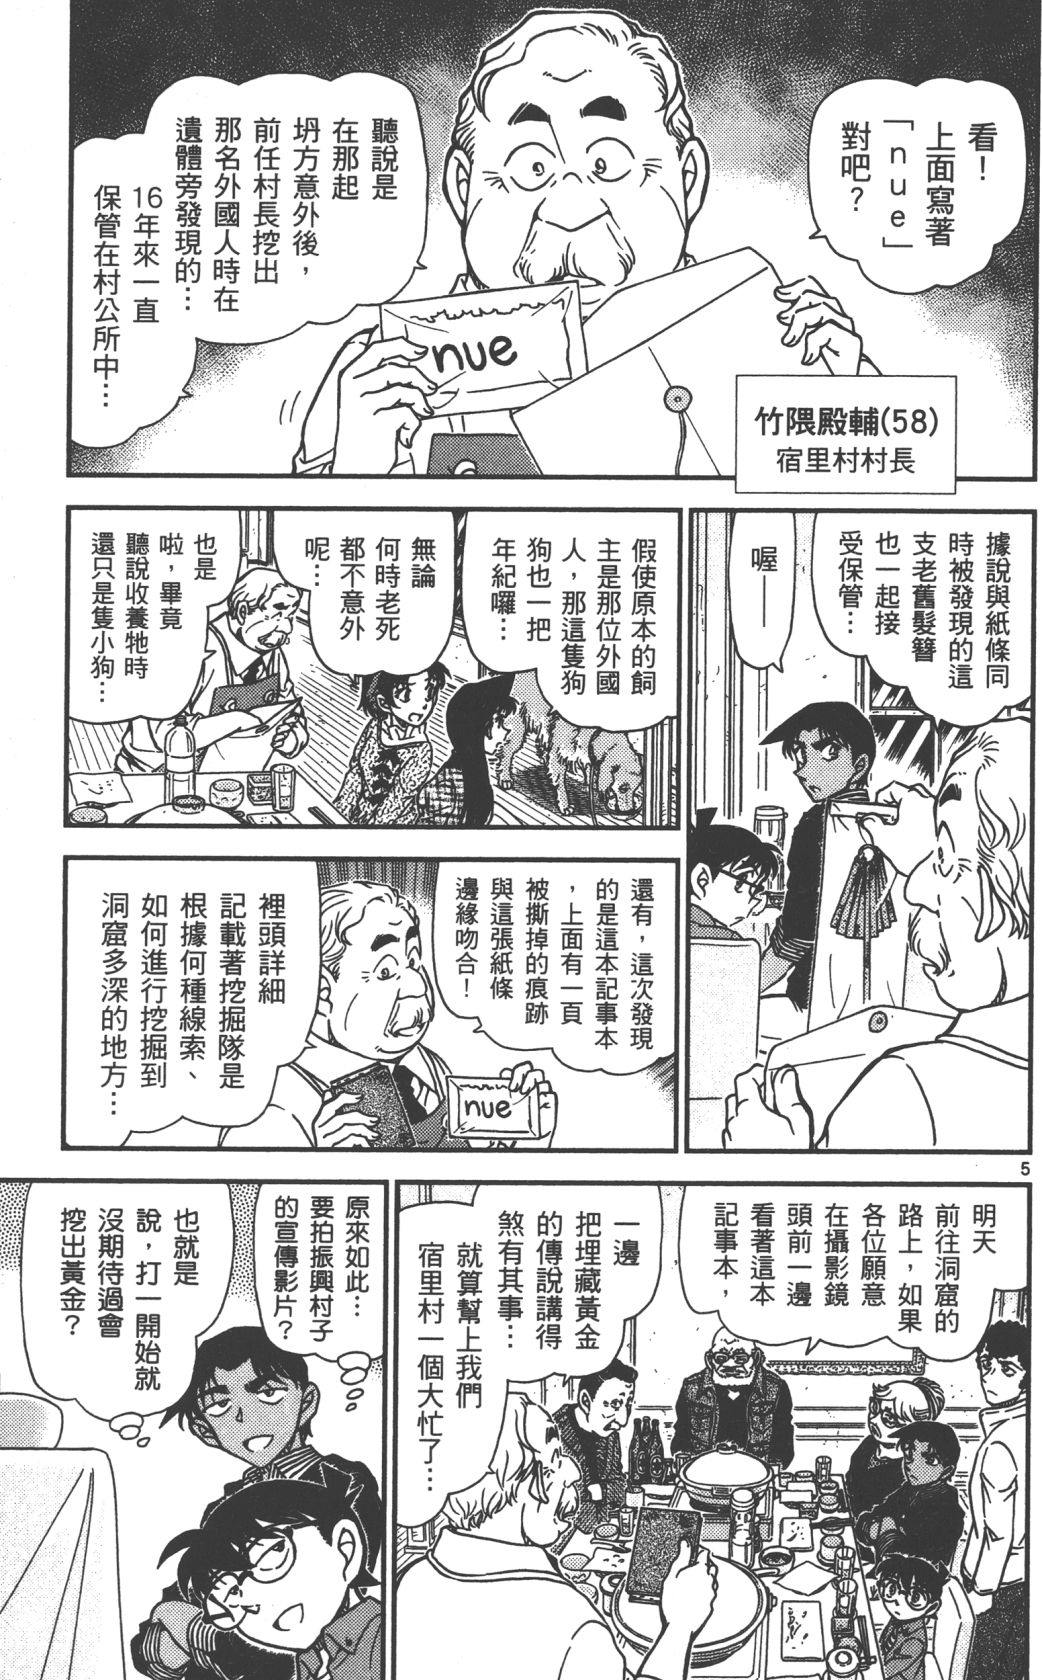 看！
上面寫著
「nue」
對吧？
聽說是
在那起
坍方意外後，
前任村長挖出
那名外國人時在
遺體旁發現的…
16年來一直
保管在村公所中…
nue
竹隈殿輔(58)
宿里村村長
據說與紙條同
時被發現的這
支老舊髮簪
也一起接
受保管…
喔——
假使原本的飼
主是那位外國
人，那這隻狗
狗也一把
年紀囉…
無論
何時老死
都不意外
呢…
也是
啦，畢竟
聽說收養牠時
還只是隻小狗…
還有，這次發現
的是這本記事本
，上面有一頁
被撕掉的痕跡
與這張紙條
邊緣吻合！
nue
裡頭詳細
記載著挖掘隊是
根據何種線索、
如何進行挖掘到
洞窟多深的地方…
5
明天
前往洞窟的
路上，如果
各位願意
在攝影鏡
頭前一邊
看著這本
記事本，
一邊
把埋藏黃金
的傳說講得
煞有其事…
就算幫上我們
宿里村一個大忙了…
原來如此…
要拍振興村子
的宣傳影片？
也就是
說，打一開始就
沒期待過會
挖出黃金？